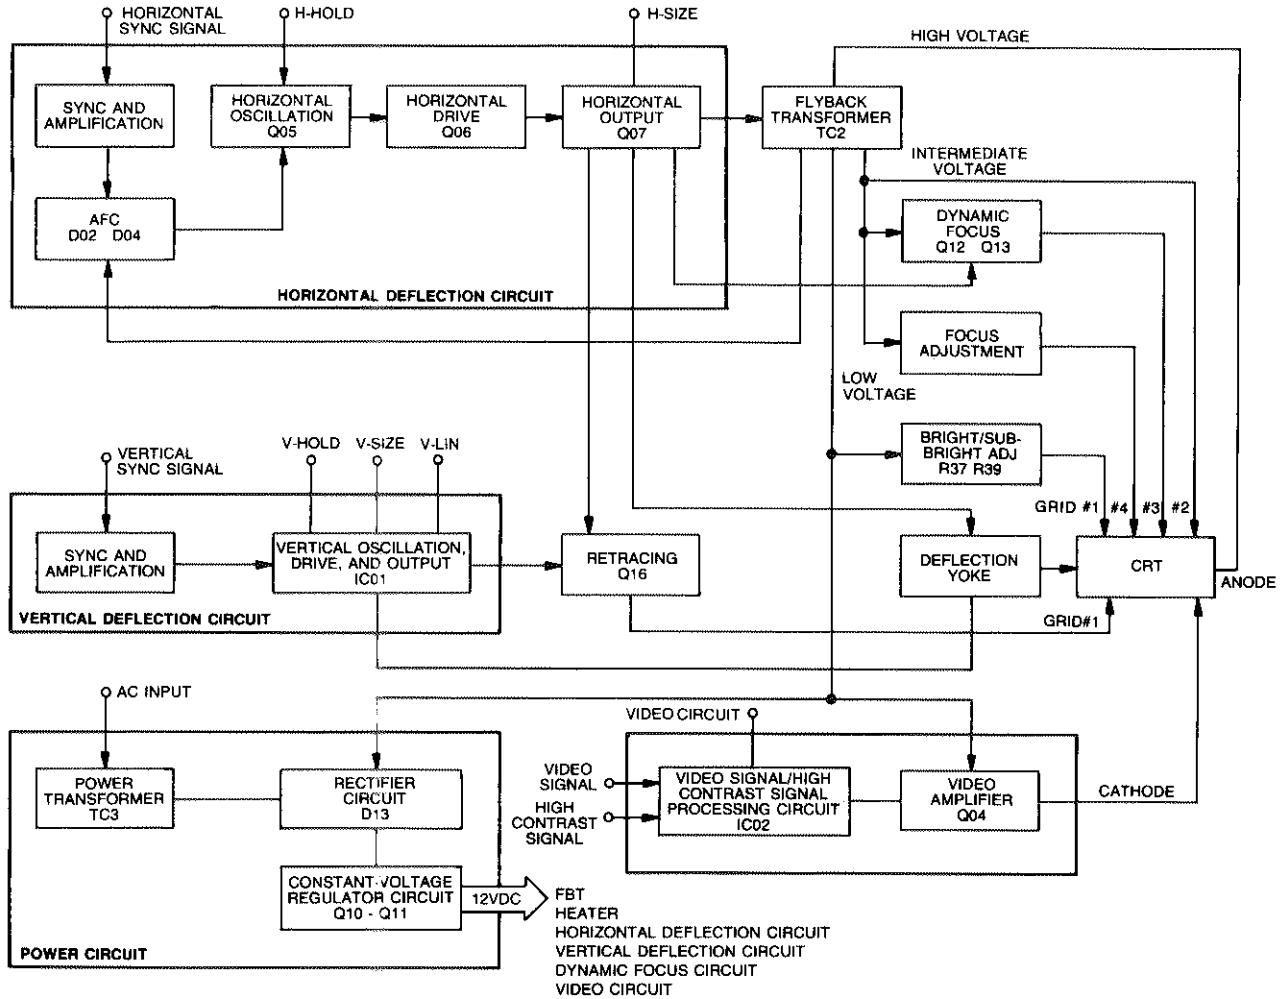 HORIZONTAL
SYNC SIGNAL
H-HOLD
H-SIZE
HIGH VOLTAGE
SYNC AND
AMPLIFICATION
HORIZONTAL
OSCILLATION
Q05
HORIZONTAL
DRIVE
Q06
HORIZONTAL
OUTPUT
Q07
FLYBACK
TRANSFORMER
TC2
INTERMEDIATE
VOLTAGE
AFC
D02 D04
DYNAMIC
FOCUS
Q12 Q13
HORIZONTAL DEFLECTION CIRCUIT
FOCUS
ADJUSTMENT
LOW
VOLTAGE
VERTICAL
SYNC SIGNAL
V-HOLD
V-SIZE
V-LIN
BRIGHT/SUB-
BRIGHT ADJ
R37 R39
GRID #1 #4 #3 #2
SYNC AND
AMPLIFICATION
VERTICAL OSCILLATION,
DRIVE, AND OUTPUT
IC01
RETRACING
Q16
DEFLECTION
YOKE
CRT
ANODE
VERTICAL DEFLECTION CIRCUIT
GRID#1
AC INPUT
VIDEO CIRCUIT
POWER
TRANSFORMER
TC3
RECTIFIER
CIRCUIT
D13
VIDEO
SIGNAL
HIGH
CONTRAST
SIGNAL
VIDEO SIGNAL/HIGH
CONTRAST SIGNAL
PROCESSING CIRCUIT
IC02
VIDEO
AMPLIFIER
Q04
CATHODE
CONSTANT-VOLTAGE
REGULATOR CIRCUIT
Q10 - Q11
12VDC
FBT
HEATER
HORIZONTAL DEFLECTION CIRCUIT
VERTICAL DEFLECTION CIRCUIT
DYNAMIC FOCUS CIRCUIT
VIDEO CIRCUIT
POWER CIRCUIT